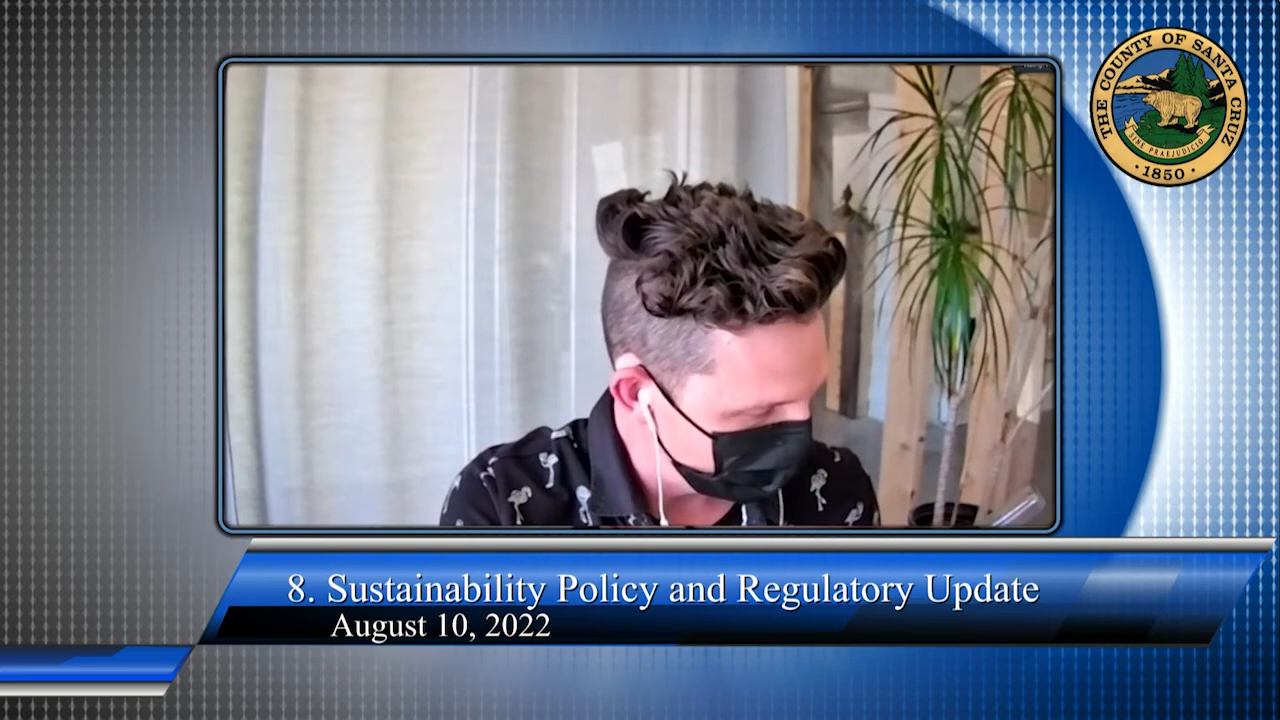 THE COUNTY OF SANTA CRUZ
SINE PRAEJUDICIO
· 1850 ·
8. Sustainability Policy and Regulatory Update
August 10, 2022